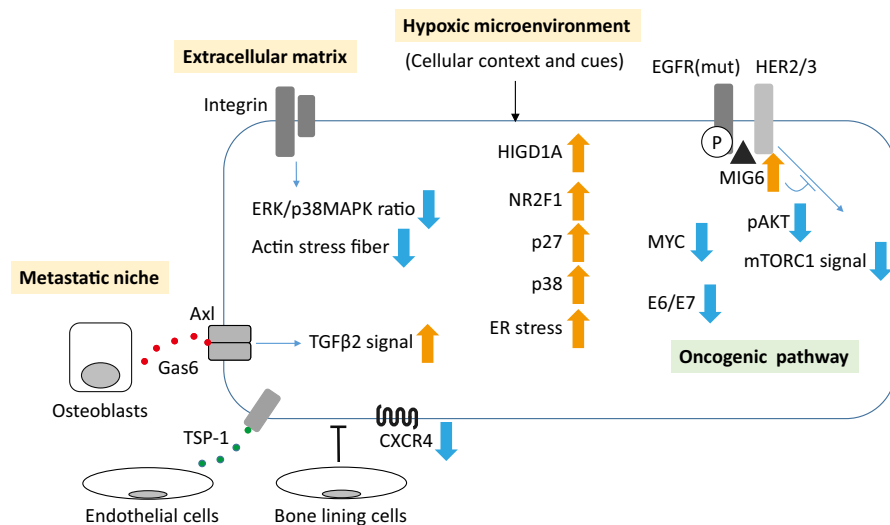 Hypoxic microenvironment
(Cellular context and cues)
Extracellular matrix
Integrin
EGFR(mut)
HER2/3
P
MIG6
HIGD1A
NR2F1
p27
p38
ER stress
ERK/p38MAPK ratio
Actin stress fiber
MYC
pAKT
mTORC1 signal
E6/E7
Oncogenic pathway
Metastatic niche
Axl
TGFβ2 signal
Gas6
Osteoblasts
TSP-1
CXCR4
Endothelial cells
Bone lining cells